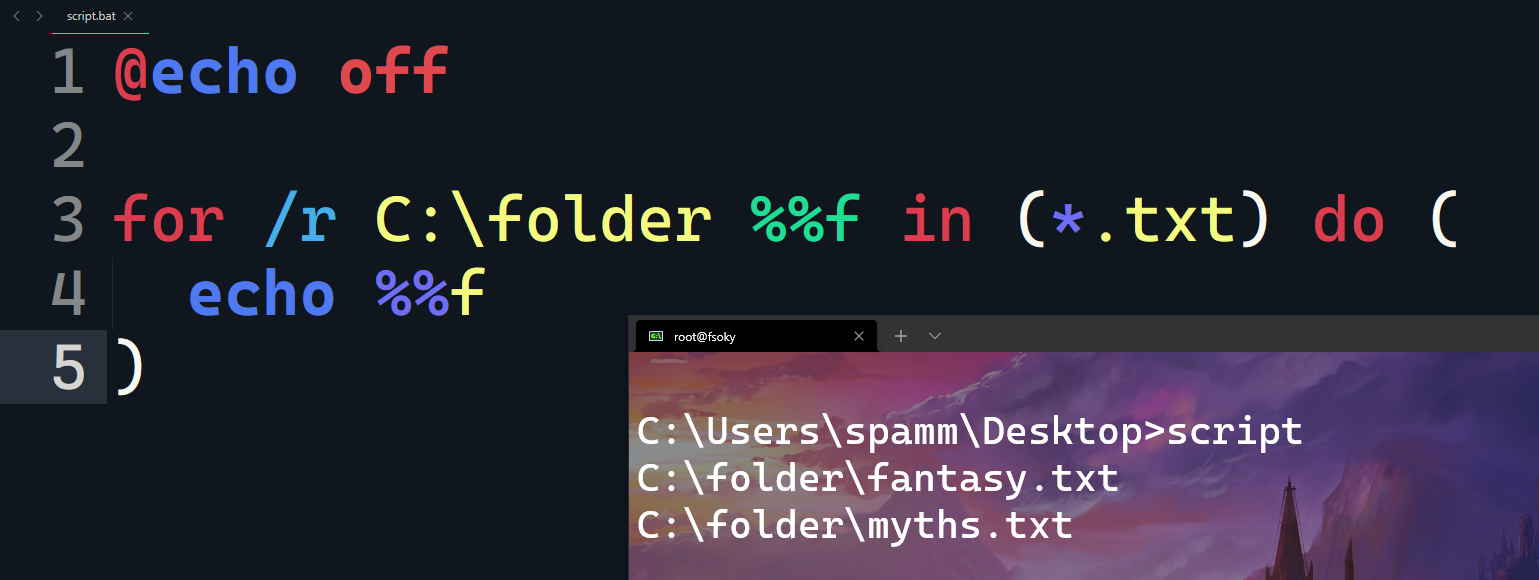 script.bat
1 @echo off
2
3 for /r C:\folder %%f in (*.txt) do (
4   echo %%f
5 )
root@fsoky
C:\Users\spamm\Desktop>script
C:\folder\fantasy.txt
C:\folder\myths.txt